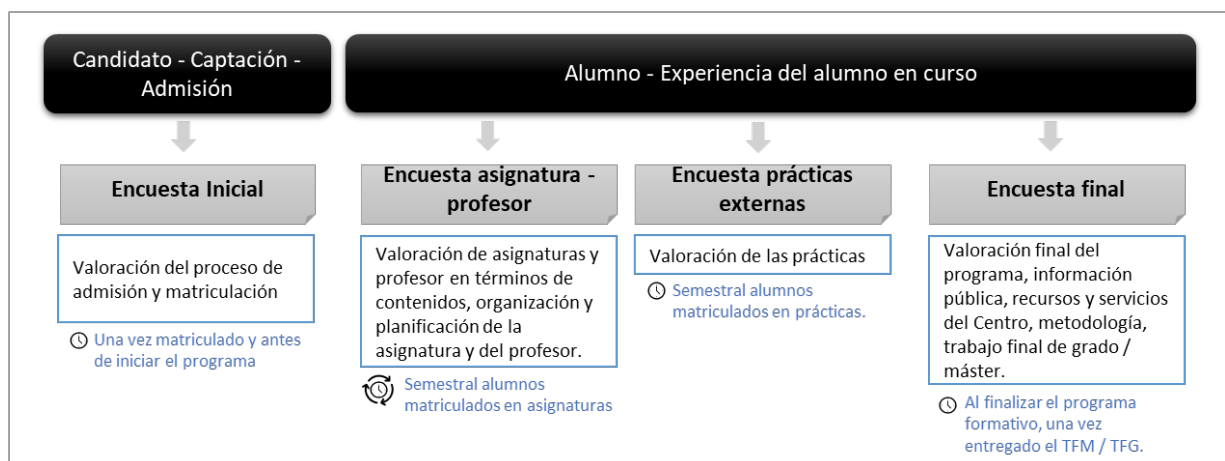 Candidato - Captación -
Admisión
Alumno - Experiencia del alumno en curso
Encuesta Inicial
Valoración del proceso de
admisión y matriculación
Una vez matriculado y antes
de iniciar el programa
Encuesta asignatura -
profesor
Valoración de asignaturas y
profesor en términos de
contenidos, organización y
planificación de la
asignatura y del profesor.
Semestral alumnos
matriculados en asignaturas
Encuesta prácticas
externas
Valoración de las prácticas
Semestral alumnos
matriculados en prácticas.
Encuesta final
Valoración final del
programa, información
pública, recursos y servicios
del Centro, metodología,
trabajo final de grado /
máster.
Al finalizar el programa
formativo, una vez
entregado el TFM / TFG.